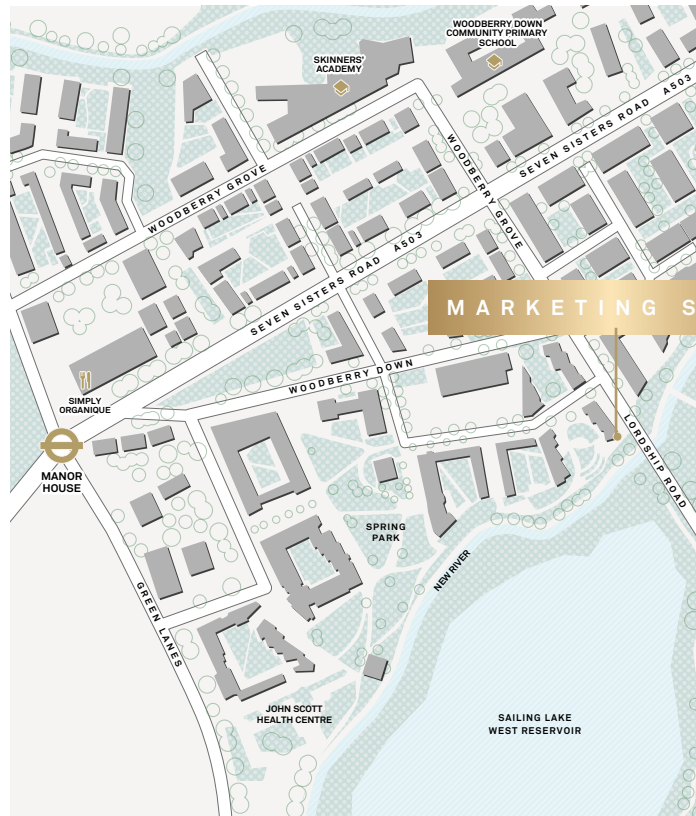 WOODBERRY DOWN
COMMUNITY PRIMARY
SCHOOL
SKINNERS'
ACADEMY
SEVEN SISTERS ROAD A503
WOODBERRY GROVE
WOODBERRY GROVE
SEVEN SISTERS ROAD A503
MARKETING S
WOODBERRY DOWN
SIMPLY
ORGANIQUE
LORDSHIP ROAD
MANOR
HOUSE
SPRING
PARK
NEW RIVER
GREEN LANES
JOHN SCOTT
HEALTH CENTRE
SAILING LAKE
WEST RESERVOIR